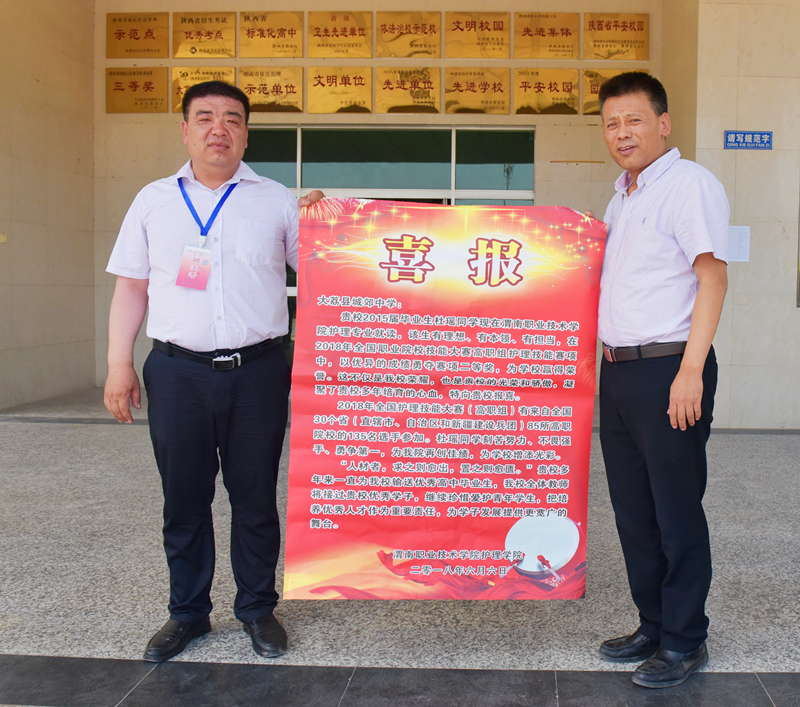 示范点
优秀考点
陕西省
标准化高中
卫生先进单位
依法治校示范校
文明校园
先进集体
陕西省平安校园
三等奖
示范单位
文明单位
先进单位
先进学校
平安校园
请写规范字
QING XIE GUI FAN ZI
喜报
大荔县城郊中学：
贵校2015届毕业生杜瑶同学现在渭南职业技术学
院护理专业就读，该生有理想、有本领、有担当，在
2018年全国职业院校技能大赛高职组护理技能赛项
中，以优异的成绩勇夺赛项二等奖，为学校赢得荣
誉。这不仅是我校荣耀，也是贵校的光荣和骄傲，凝
聚了贵校多年培育的心血，特向贵校报喜。
2018年全国护理技能大赛（高职组）有来自全国
30个省（直辖市、自治区和新疆建设兵团）85所高职
院校的135名选手参加。杜瑶同学刻苦努力、不畏强
手、勇争第一，为我院再创佳绩，为学校增添光彩。
“人材者，求之则愈出，置之则愈匮。”贵校多
年来一直为我校输送优秀高中毕业生，我校全体教师
将接过贵校优秀学子，继续珍惜爱护青年学生，把培
养优秀人才作为重要责任，为学子发展提供更宽广的
舞台。
渭南职业技术学院护理学院
二零一八年六月六日